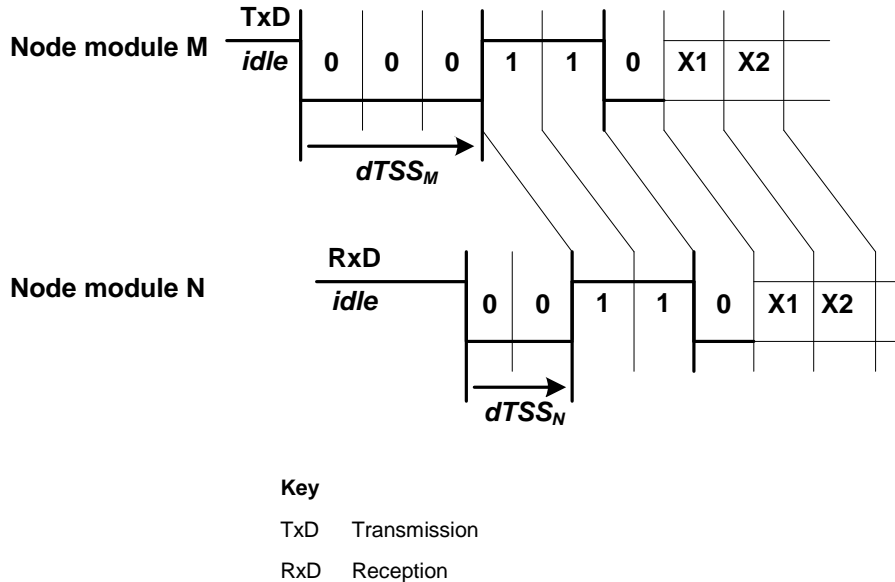 TxD
Node module M
idle 0 0 0 1 1 0 X1 X2
dTSSM
RxD
Node module N
idle 0 0 1 1 0 X1 X2
dTSSN
Key
TxD Transmission
RxD Reception